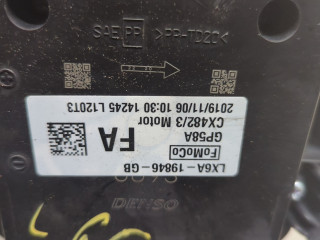 SAE PP >PP-TD20<
LX6A-19846-GB
FoMoCo
GP58A
CX482/3 Motor
FA
2019/11/06 10:30 14245 L120T3
DENSO